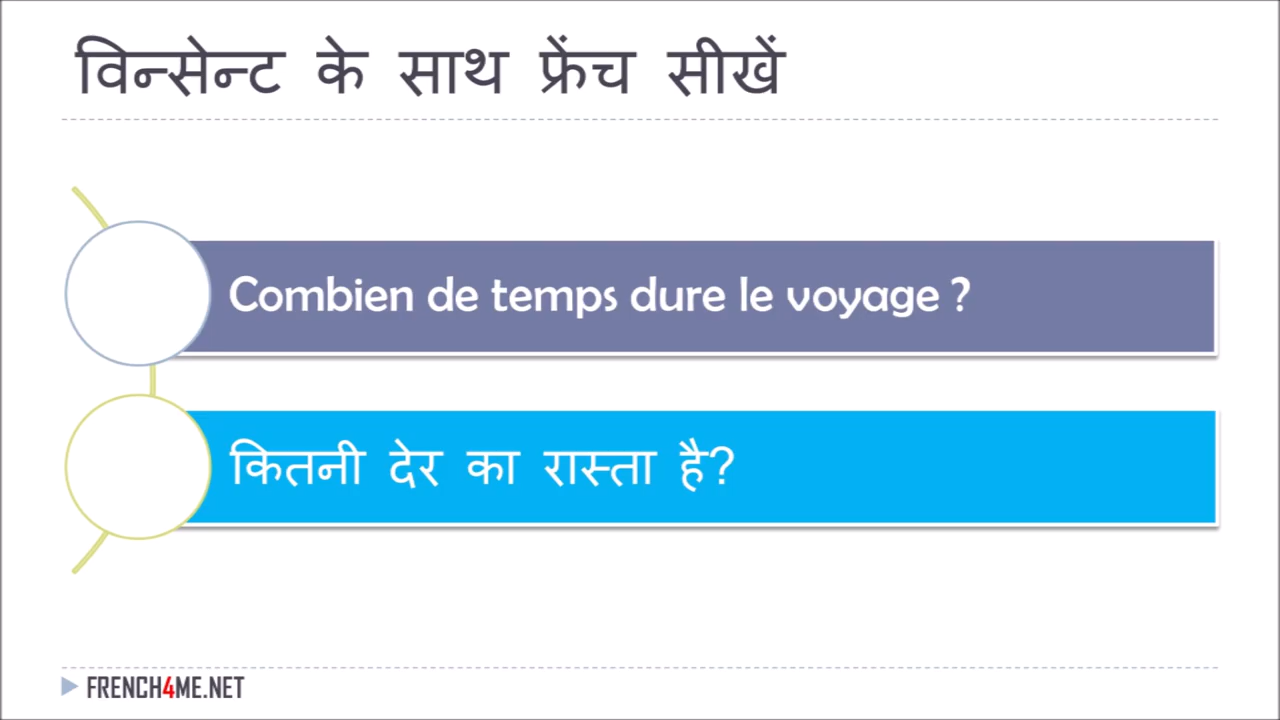 विन्सेन्ट के साथ फ्रेंच सीखें
Combien de temps dure le voyage ?
कितनी देर का रास्ता है?
FRENCH4ME.NET